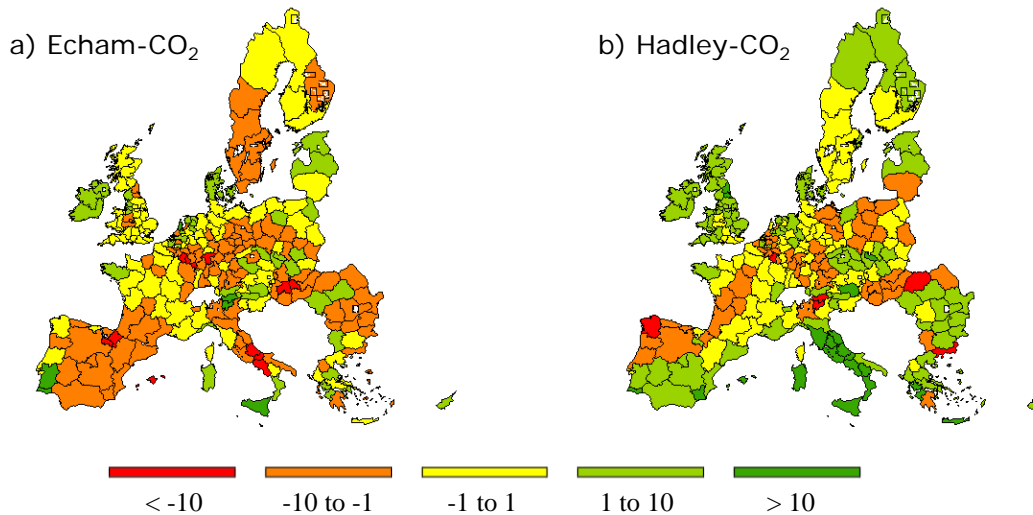 a) Echam-CO₂
b) Hadley-CO₂
< -10
-10 to -1
-1 to 1
1 to 10
> 10